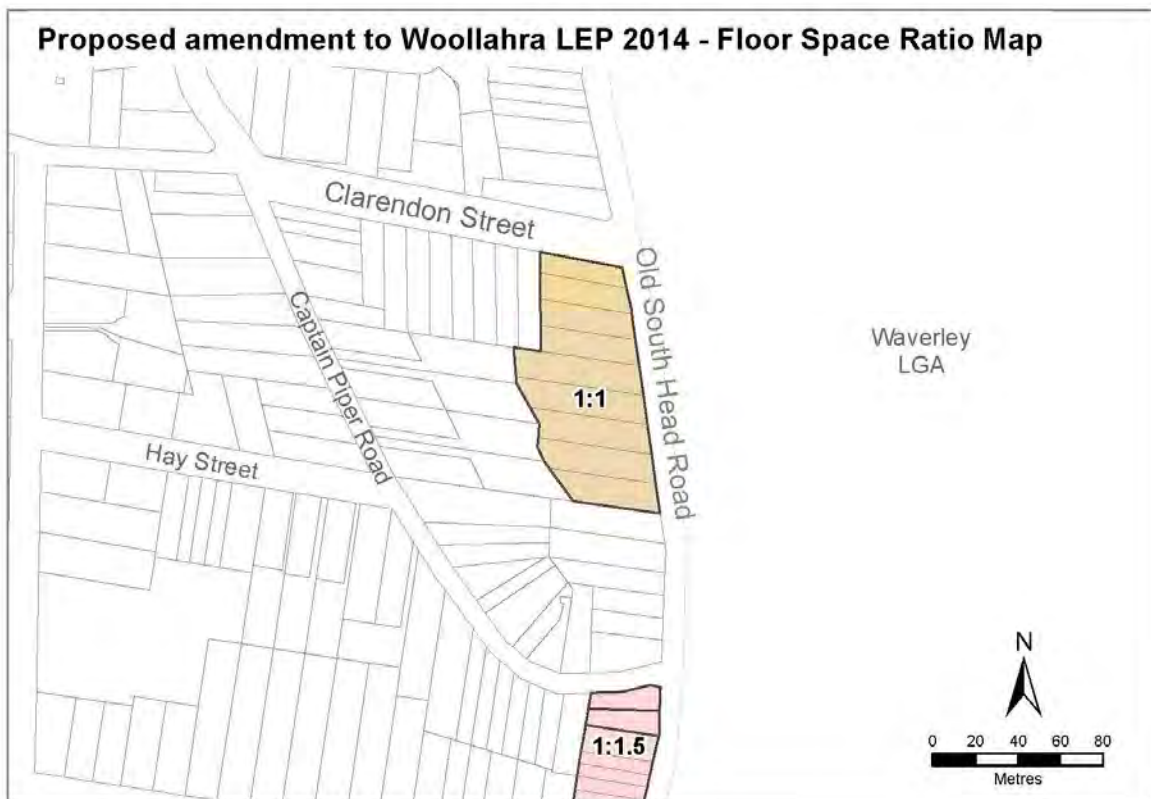 Proposed amendment to Woollahra LEP 2014 - Floor Space Ratio Map
Clarendon Street
Old South Head Road
Captain Piper Road
Waverley
LGA
1:1
Hay Street
N
0 20 40 60 80
Metres
1:1.5